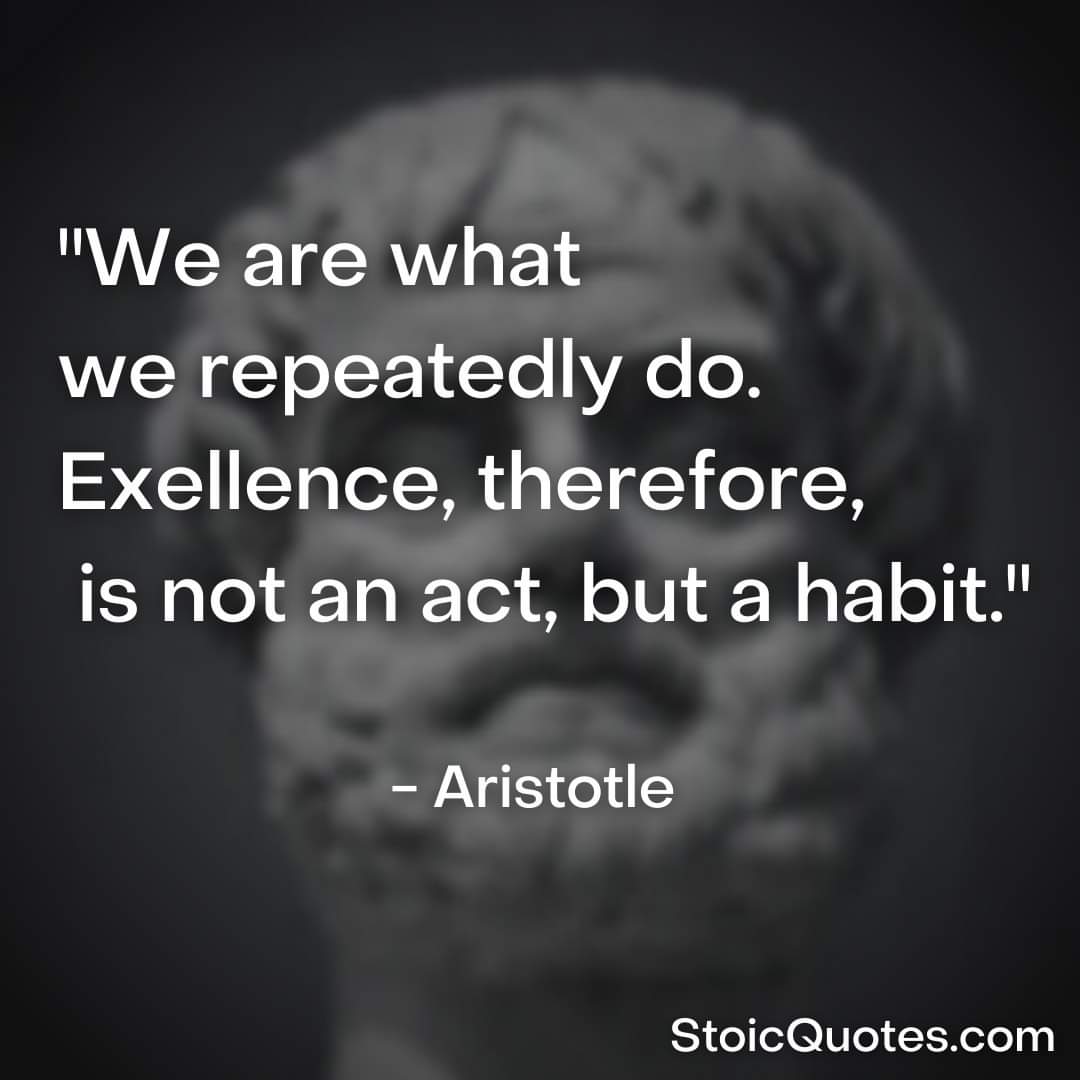 "We are what
we repeatedly do.
Exellence, therefore,
is not an act, but a habit."
- Aristotle
StoicQuotes.com